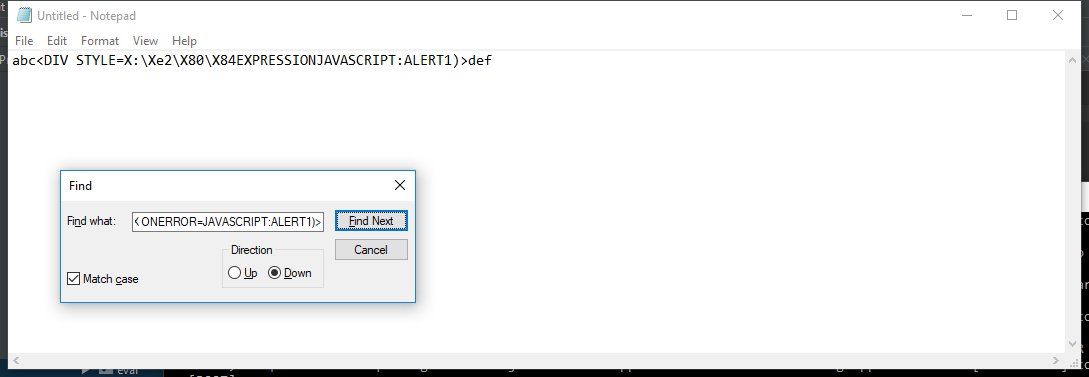 Untitled - Notepad
File Edit Format View Help
abc<DIV STYLE=X:\Xe2\X80\X84EXPRESSIONJAVASCRIPT:ALERT1)>def
Find
Find what: < ONERROR=JAVASCRIPT:ALERT1)> Find Next
Direction Cancel
Up Down
Match case
eval